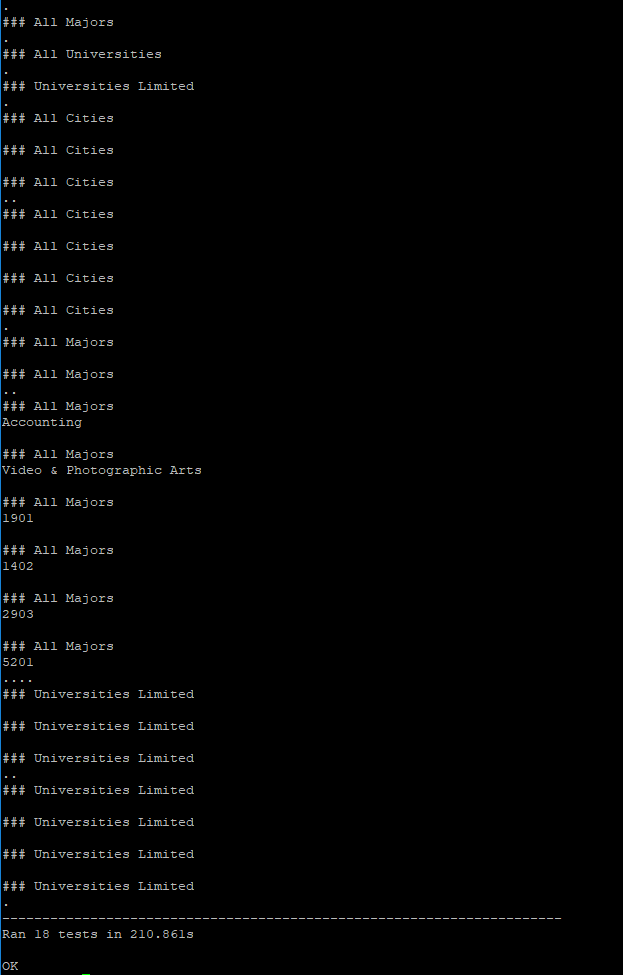 .
### All Majors
.
### All Universities
.
### Universities Limited
.
### All Cities
### All Cities
### All Cities
..
### All Cities
### All Cities
### All Cities
### All Cities
.
### All Majors
### All Majors
..
### All Majors
Accounting
### All Majors
Video & Photographic Arts
### All Majors
1901
### All Majors
1402
### All Majors
2903
### All Majors
5201
....
### Universities Limited
### Universities Limited
### Universities Limited
..
### Universities Limited
### Universities Limited
### Universities Limited
### Universities Limited
.
----------------------------------------------------------------------
Ran 18 tests in 210.861s
OK